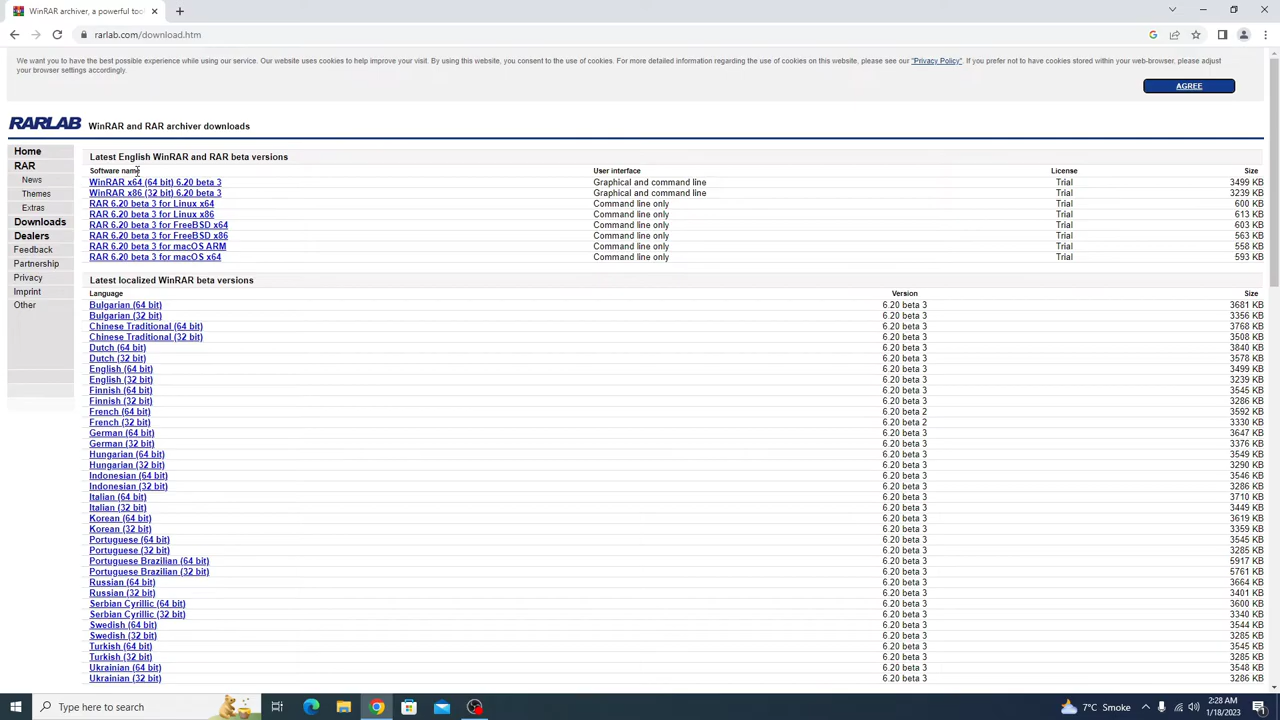 WinRAR archiver, a powerful too
rarlab.com/download.htm
We want you to have the best possible experience while using our service. Our website uses cookies to help improve your visit. By using this website, you consent to the use of cookies. For more detailed information regarding the use of cookies on this website, please see our "Privacy Policy". If you prefer not to have cookies stored within your web-browser, please adjust
your browser settings accordingly.
AGREE
RARLAB WinRAR and RAR archiver downloads
Home
RAR
News
Themes
Extras
Downloads
Dealers
Feedback
Partnership
Privacy
Imprint
Other
Latest English WinRAR and RAR beta versions
Software name User interface License Size
WinRAR x64 (64 bit) 6.20 beta 3 Graphical and command line Trial 3499 KB
WinRAR x86 (32 bit) 6.20 beta 3 Graphical and command line Trial 3239 KB
RAR 6.20 beta 3 for Linux x64 Command line only Trial 600 KB
RAR 6.20 beta 3 for Linux x86 Command line only Trial 613 KB
RAR 6.20 beta 3 for FreeBSD x64 Command line only Trial 603 KB
RAR 6.20 beta 3 for FreeBSD x86 Command line only Trial 563 KB
RAR 6.20 beta 3 for macOS ARM Command line only Trial 558 KB
RAR 6.20 beta 3 for macOS x64 Command line only Trial 593 KB
Latest localized WinRAR beta versions
Language Version Size
Bulgarian (64 bit) 6.20 beta 3 3681 KB
Bulgarian (32 bit) 6.20 beta 3 3356 KB
Chinese Traditional (64 bit) 6.20 beta 3 3768 KB
Chinese Traditional (32 bit) 6.20 beta 3 3508 KB
Dutch (64 bit) 6.20 beta 3 3840 KB
Dutch (32 bit) 6.20 beta 3 3578 KB
English (64 bit) 6.20 beta 3 3499 KB
English (32 bit) 6.20 beta 3 3239 KB
Finnish (64 bit) 6.20 beta 3 3545 KB
Finnish (32 bit) 6.20 beta 3 3286 KB
French (64 bit) 6.20 beta 2 3592 KB
French (32 bit) 6.20 beta 2 3330 KB
German (64 bit) 6.20 beta 3 3647 KB
German (32 bit) 6.20 beta 3 3376 KB
Hungarian (64 bit) 6.20 beta 3 3549 KB
Hungarian (32 bit) 6.20 beta 3 3290 KB
Indonesian (64 bit) 6.20 beta 3 3546 KB
Indonesian (32 bit) 6.20 beta 3 3286 KB
Italian (64 bit) 6.20 beta 3 3710 KB
Italian (32 bit) 6.20 beta 3 3449 KB
Korean (64 bit) 6.20 beta 3 3619 KB
Korean (32 bit) 6.20 beta 3 3359 KB
Portuguese (64 bit) 6.20 beta 3 3545 KB
Portuguese (32 bit) 6.20 beta 3 3285 KB
Portuguese Brazilian (64 bit) 6.20 beta 3 5917 KB
Portuguese Brazilian (32 bit) 6.20 beta 3 5761 KB
Russian (64 bit) 6.20 beta 3 3664 KB
Russian (32 bit) 6.20 beta 3 3401 KB
Serbian Cyrillic (64 bit) 6.20 beta 3 3600 KB
Serbian Cyrillic (32 bit) 6.20 beta 3 3340 KB
Swedish (64 bit) 6.20 beta 3 3544 KB
Swedish (32 bit) 6.20 beta 3 3285 KB
Turkish (64 bit) 6.20 beta 3 3545 KB
Turkish (32 bit) 6.20 beta 3 3285 KB
Ukrainian (64 bit) 6.20 beta 3 3548 KB
Ukrainian (32 bit) 6.20 beta 3 3286 KB
Type here to search
7°C Smoke
2:28 AM
1/18/2023